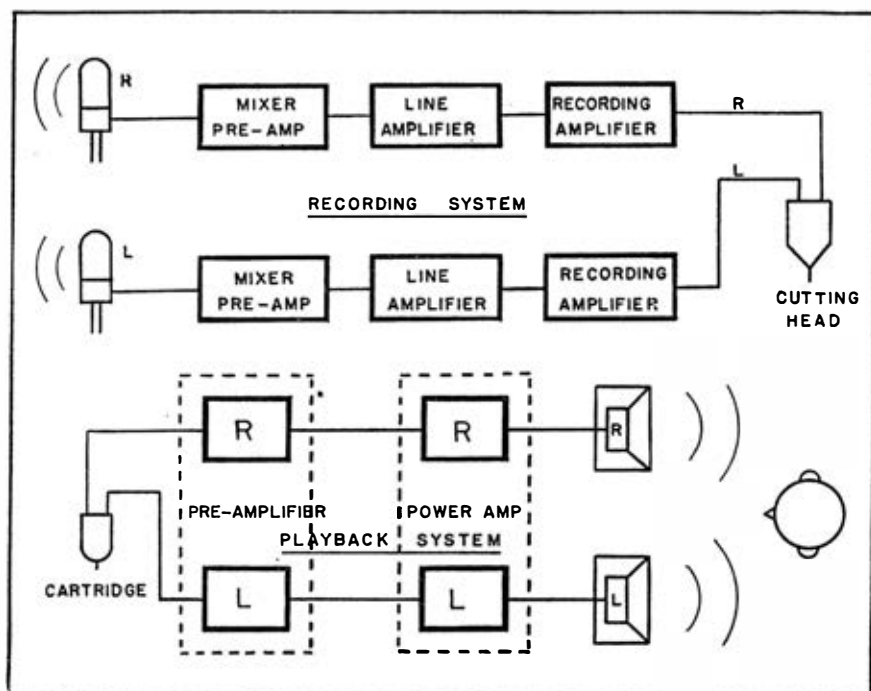 R
MIXER
PRE-AMP
LINE
AMPLIFIER
RECORDING
AMPLIFIER
R
L
RECORDING SYSTEM
L
MIXER
PRE-AMP
LINE
AMPLIFIER
RECORDING
AMPLIFIER
CUTTING
HEAD
R
R
R
PRE-AMPLIFIER
POWER AMP
PLAYBACK SYSTEM
CARTRIDGE
L
L
L